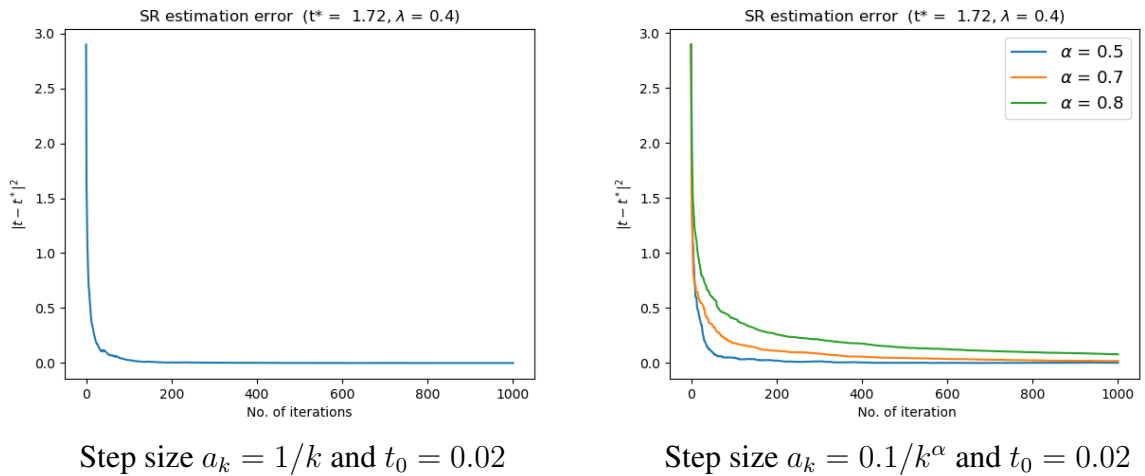 SR estimation error (t* = 1.72, λ = 0.4)
3.0
2.5
2.0
1.5
1.0
0.5
0.0
|t − t*|²
0 200 400 600 800 1000
No. of iterations
Step size aₖ = 1/k and t₀ = 0.02
SR estimation error (t* = 1.72, λ = 0.4)
α = 0.5
α = 0.7
α = 0.8
3.0
2.5
2.0
1.5
1.0
0.5
0.0
|t − t*|²
0 200 400 600 800 1000
No. of iteration
Step size aₖ = 0.1/k^α and t₀ = 0.02